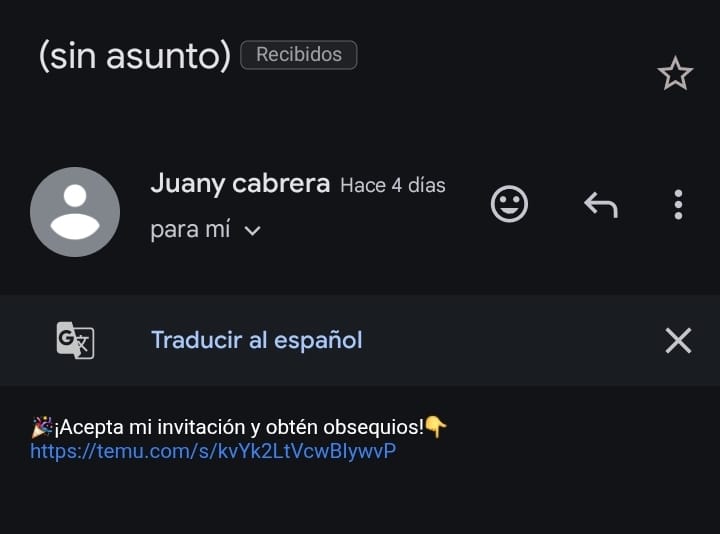 (sin asunto) Recibidos
Juany cabrera Hace 4 días
para mí
Traducir al español
🎉¡Acepta mi invitación y obtén obsequios!👇
https://temu.com/s/kvYk2LtVcwBIywvP